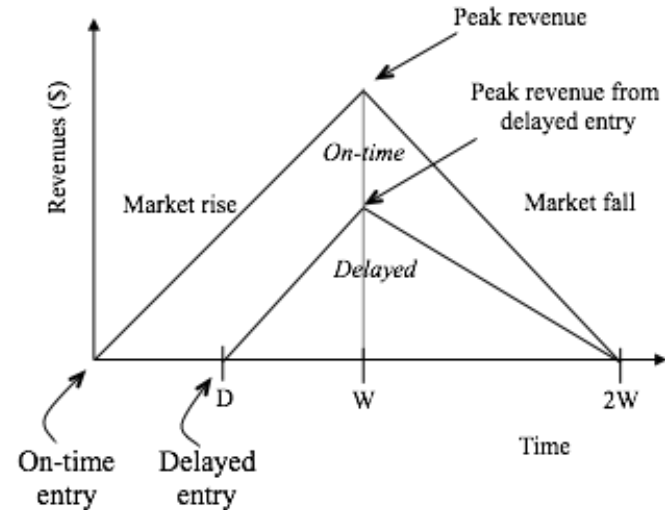 Peak revenue
Peak revenue from
delayed entry
Revenues ($)
On-time
Market rise
Market fall
Delayed
D
W
2W
Time
On-time
entry
Delayed
entry